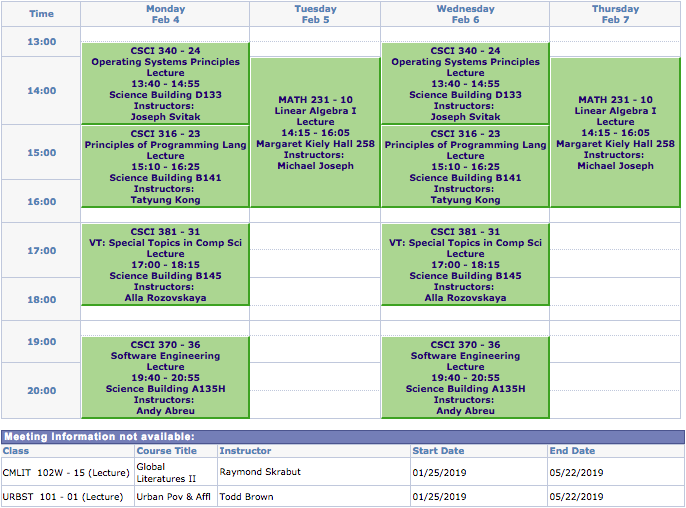 Time
Monday
Feb 4
Tuesday
Feb 5
Wednesday
Feb 6
Thursday
Feb 7
13:00
14:00
15:00
16:00
17:00
18:00
19:00
20:00
CSCI 340 - 24
Operating Systems Principles
Lecture
13:40 - 14:55
Science Building D133
Instructors:
Joseph Svitak
CSCI 316 - 23
Principles of Programming Lang
Lecture
15:10 - 16:25
Science Building B141
Instructors:
Tatyung Kong
CSCI 381 - 31
VT: Special Topics in Comp Sci
Lecture
17:00 - 18:15
Science Building B145
Instructors:
Alla Rozovskaya
CSCI 370 - 36
Software Engineering
Lecture
19:40 - 20:55
Science Building A135H
Instructors:
Andy Abreu
MATH 231 - 10
Linear Algebra I
Lecture
14:15 - 16:05
Margaret Kiely Hall 258
Instructors:
Michael Joseph
CSCI 340 - 24
Operating Systems Principles
Lecture
13:40 - 14:55
Science Building D133
Instructors:
Joseph Svitak
CSCI 316 - 23
Principles of Programming Lang
Lecture
15:10 - 16:25
Science Building B141
Instructors:
Tatyung Kong
CSCI 381 - 31
VT: Special Topics in Comp Sci
Lecture
17:00 - 18:15
Science Building B145
Instructors:
Alla Rozovskaya
CSCI 370 - 36
Software Engineering
Lecture
19:40 - 20:55
Science Building A135H
Instructors:
Andy Abreu
MATH 231 - 10
Linear Algebra I
Lecture
14:15 - 16:05
Margaret Kiely Hall 258
Instructors:
Michael Joseph
Meeting Information not available:
Class Course Title Instructor Start Date End Date
CMLIT 102W - 15 (Lecture) Global Literatures II Raymond Skrabut 01/25/2019 05/22/2019
URBST 101 - 01 (Lecture) Urban Pov & Affl Todd Brown 01/25/2019 05/22/2019